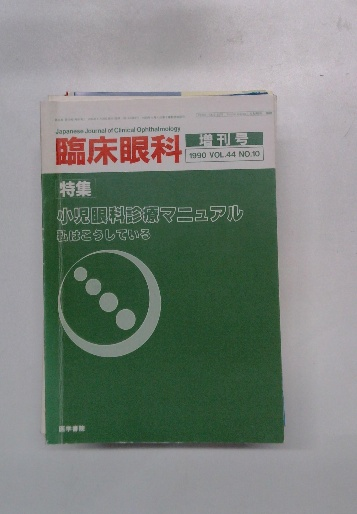 Japanese Journal of Clinical Ophthalmology
臨床眼科
増刊号
1990 VOL.44 NO.10
特集
小児眼科診療マニュアル
私はこうしている
医学書院